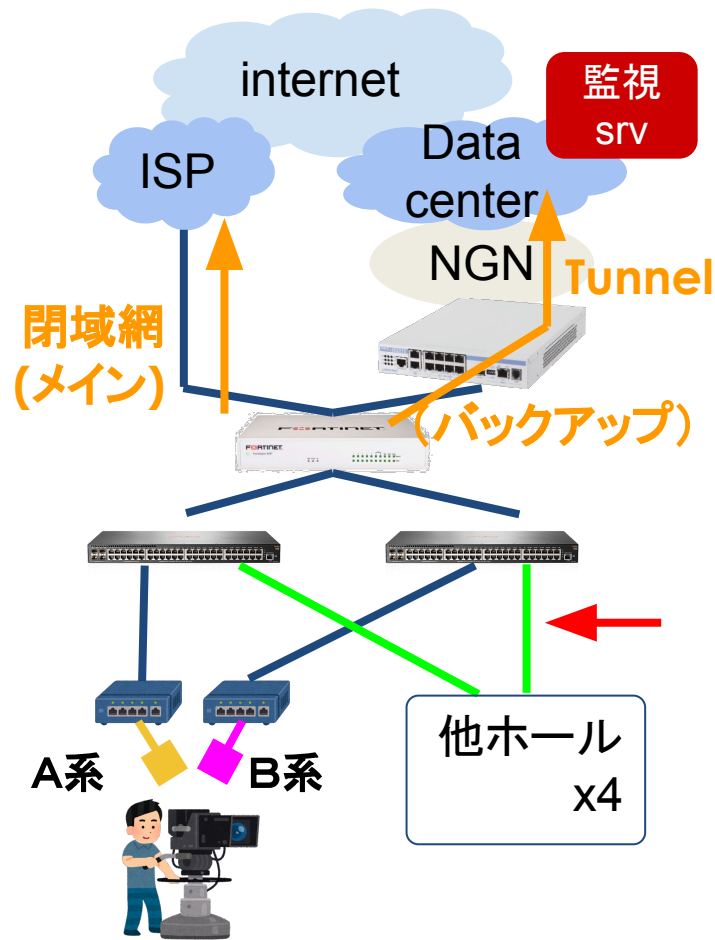 internet
監視
srv
ISP
Data
center
NGN
Tunnel
閉域網
(メイン)
（バックアップ）
FORTINET
FORTINET
A系
B系
他ホール
x4